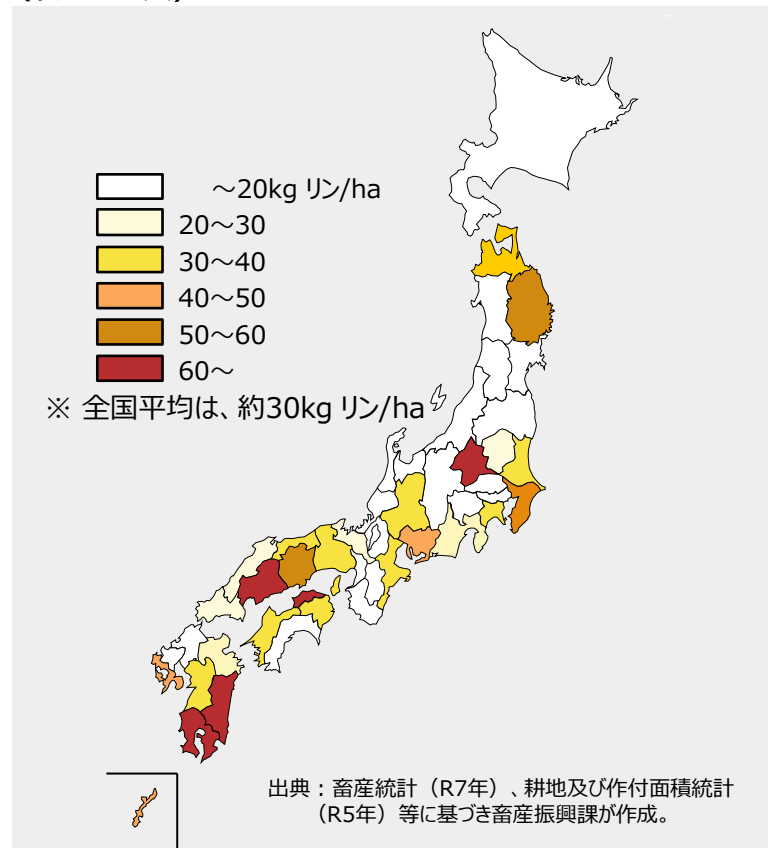 ～20kg リン/ha
20～30
30～40
40～50
50～60
60～
※ 全国平均は、約30kg リン/ha
出典：畜産統計（R7年）、耕地及び作付面積統計
（R5年）等に基づき畜産振興課が作成。